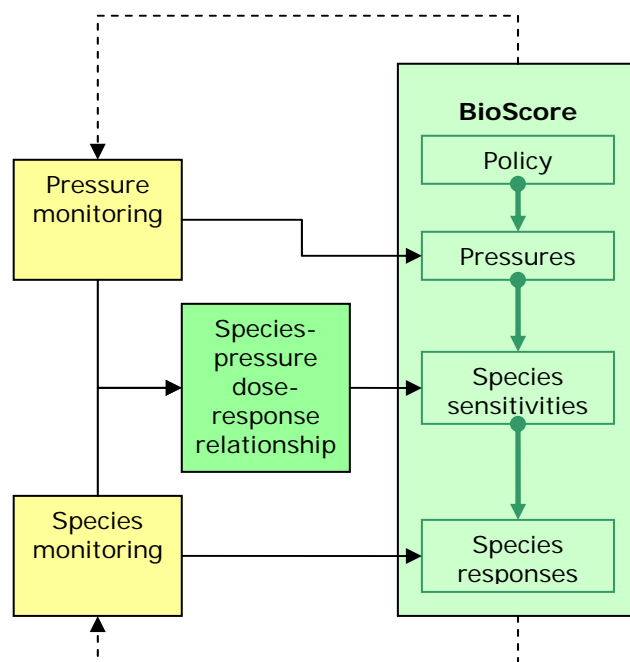 BioScore
Policy
Pressure
monitoring
Pressures
Species-
pressure
dose-
response
relationship
Species
sensitivities
Species
monitoring
Species
responses